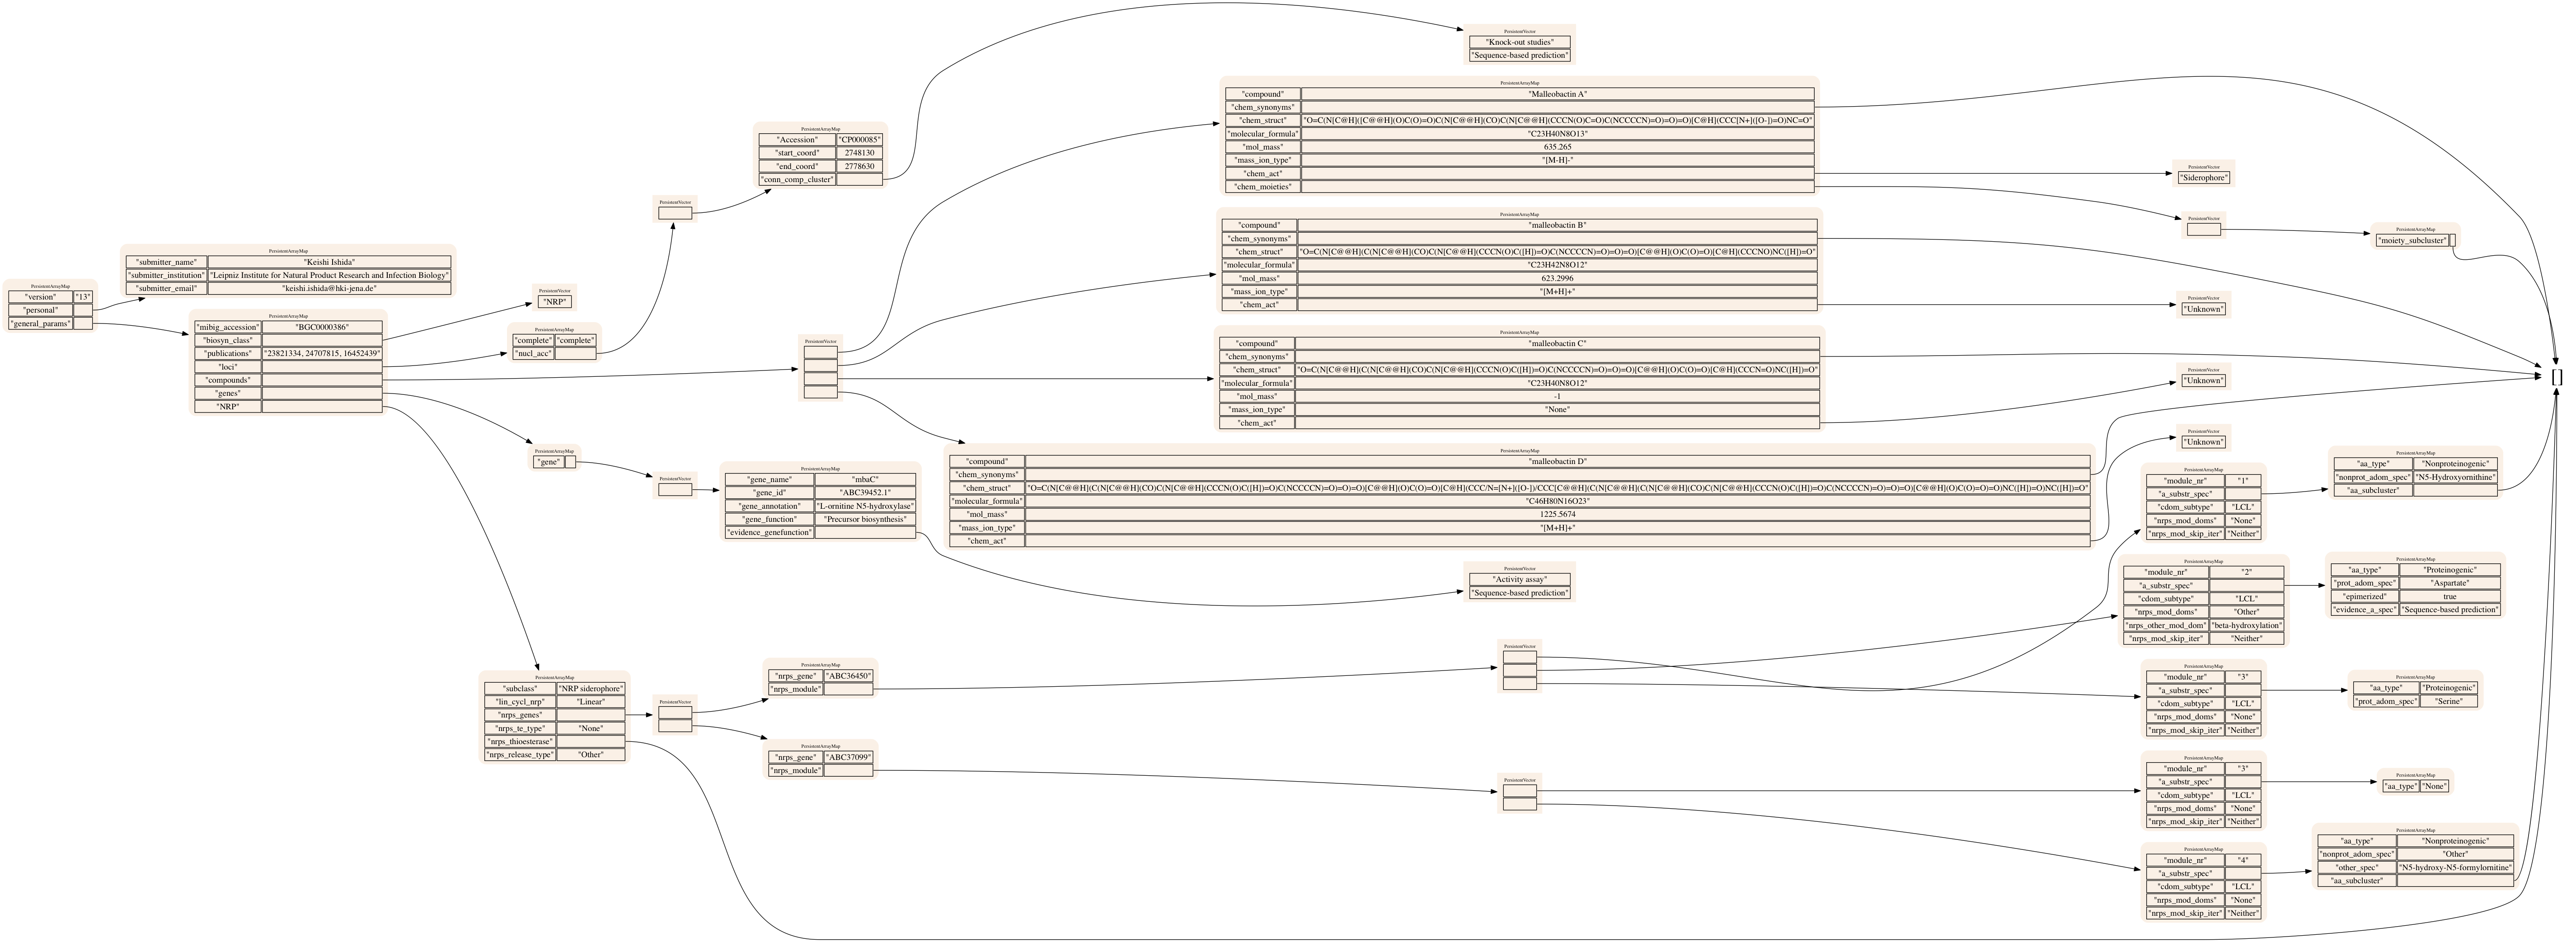 PersistentArrayMap
"version" "13"
"personal"
"general_params"
PersistentArrayMap
"submitter_name" "Keishi Ishida"
"submitter_institution" "Leipniz Institute for Natural Product Research and Infection Biology"
"submitter_email" "keishi.ishida@hki-jena.de"
PersistentArrayMap
"mibig_accession" "BGC0000386"
"biosyn_class"
"publications" "23821334, 24707815, 16452439"
"loci"
"compounds"
"genes"
"NRP"
PersistentVector
"NRP"
PersistentArrayMap
"complete" "complete"
"nucl_acc"
PersistentVector
PersistentArrayMap
"Accession" "CP000085"
"start_coord" 2748130
"end_coord" 2778630
"conn_comp_cluster"
PersistentVector
"Knock-out studies"
"Sequence-based prediction"
PersistentVector
PersistentArrayMap
"compound" "Malleobactin A"
"chem_synonyms"
"chem_struct" "O=C(N[C@H]([C@@H](O)C(O)=O)C(N[C@@H](CO)C(N[C@@H](CCCN(O)C=O)C(NCCCCN)=O)=O)=O)[C@H](CCC[N+]([O-])=O)NC=O"
"molecular_formula" "C23H40N8O13"
"mol_mass" 635.265
"mass_ion_type" "[M-H]-"
"chem_act"
"chem_moieties"
PersistentVector
"Siderophore"
PersistentVector
PersistentArrayMap
"moiety_subcluster"
PersistentArrayMap
"compound" "malleobactin B"
"chem_synonyms"
"chem_struct" "O=C(N[C@@H](C(N[C@@H](CO)C(N[C@@H](CCCN(O)C([H])=O)C(NCCCCN)=O)=O)=O)[C@@H](O)C(O)=O)[C@H](CCCNO)NC([H])=O"
"molecular_formula" "C23H42N8O12"
"mol_mass" 623.2996
"mass_ion_type" "[M+H]+"
"chem_act"
PersistentVector
"Unknown"
PersistentArrayMap
"compound" "malleobactin C"
"chem_synonyms"
"chem_struct" "O=C(N[C@@H](C(N[C@@H](CO)C(N[C@@H](CCCN(O)C([H])=O)C(NCCCCN)=O)=O)=O)[C@@H](O)C(O)=O)[C@H](CCCN=O)NC([H])=O"
"molecular_formula" "C23H40N8O12"
"mol_mass" -1
"mass_ion_type" "None"
"chem_act"
PersistentVector
"Unknown"
[]
PersistentArrayMap
"compound" "malleobactin D"
"chem_synonyms"
"chem_struct" "O=C(N[C@@H](C(N[C@@H](CO)C(N[C@@H](CCCN(O)C([H])=O)C(NCCCCN)=O)=O)=O)[C@@H](O)C(O)=O)[C@H](CCC/N=[N+]([O-])/CCC[C@@H](C(N[C@@H](C(N[C@@H](CO)C(N[C@@H](CCCN(O)C([H])=O)C(NCCCCN)=O)=O)=O)[C@@H](O)C(O)=O)=O)NC([H])=O)NC([H])=O"
"molecular_formula" "C46H80N16O23"
"mol_mass" 1225.5674
"mass_ion_type" "[M+H]+"
"chem_act"
PersistentVector
"Unknown"
PersistentArrayMap
"gene"
PersistentVector
PersistentArrayMap
"gene_name" "mbaC"
"gene_id" "ABC39452.1"
"gene_annotation" "L-ornitine N5-hydroxylase"
"gene_function" "Precursor biosynthesis"
"evidence_genefunction"
PersistentVector
"Activity assay"
"Sequence-based prediction"
PersistentArrayMap
"subclass" "NRP siderophore"
"lin_cycl_nrp" "Linear"
"nrps_genes"
"nrps_te_type" "None"
"nrps_thioesterase"
"nrps_release_type" "Other"
PersistentVector
PersistentArrayMap
"nrps_gene" "ABC36450"
"nrps_module"
PersistentVector
PersistentArrayMap
"module_nr" "1"
"a_substr_spec"
"cdom_subtype" "LCL"
"nrps_mod_doms" "None"
"nrps_mod_skip_iter" "Neither"
PersistentArrayMap
"aa_type" "Nonproteinogenic"
"nonprot_adom_spec" "N5-Hydroxyornithine"
"aa_subcluster"
PersistentArrayMap
"module_nr" "2"
"a_substr_spec"
"cdom_subtype" "LCL"
"nrps_mod_doms" "Other"
"nrps_other_mod_dom" "beta-hydroxylation"
"nrps_mod_skip_iter" "Neither"
PersistentArrayMap
"aa_type" "Proteinogenic"
"prot_adom_spec" "Aspartate"
"epimerized" true
"evidence_a_spec" "Sequence-based prediction"
PersistentArrayMap
"module_nr" "3"
"a_substr_spec"
"cdom_subtype" "LCL"
"nrps_mod_doms" "None"
"nrps_mod_skip_iter" "Neither"
PersistentArrayMap
"aa_type" "Proteinogenic"
"prot_adom_spec" "Serine"
PersistentArrayMap
"nrps_gene" "ABC37099"
"nrps_module"
PersistentVector
PersistentArrayMap
"module_nr" "3"
"a_substr_spec"
"cdom_subtype" "LCL"
"nrps_mod_doms" "None"
"nrps_mod_skip_iter" "Neither"
PersistentArrayMap
"aa_type" "None"
PersistentArrayMap
"module_nr" "4"
"a_substr_spec"
"cdom_subtype" "LCL"
"nrps_mod_doms" "None"
"nrps_mod_skip_iter" "Neither"
PersistentArrayMap
"aa_type" "Nonproteinogenic"
"nonprot_adom_spec" "Other"
"other_spec" "N5-hydroxy-N5-formylornitine"
"aa_subcluster"